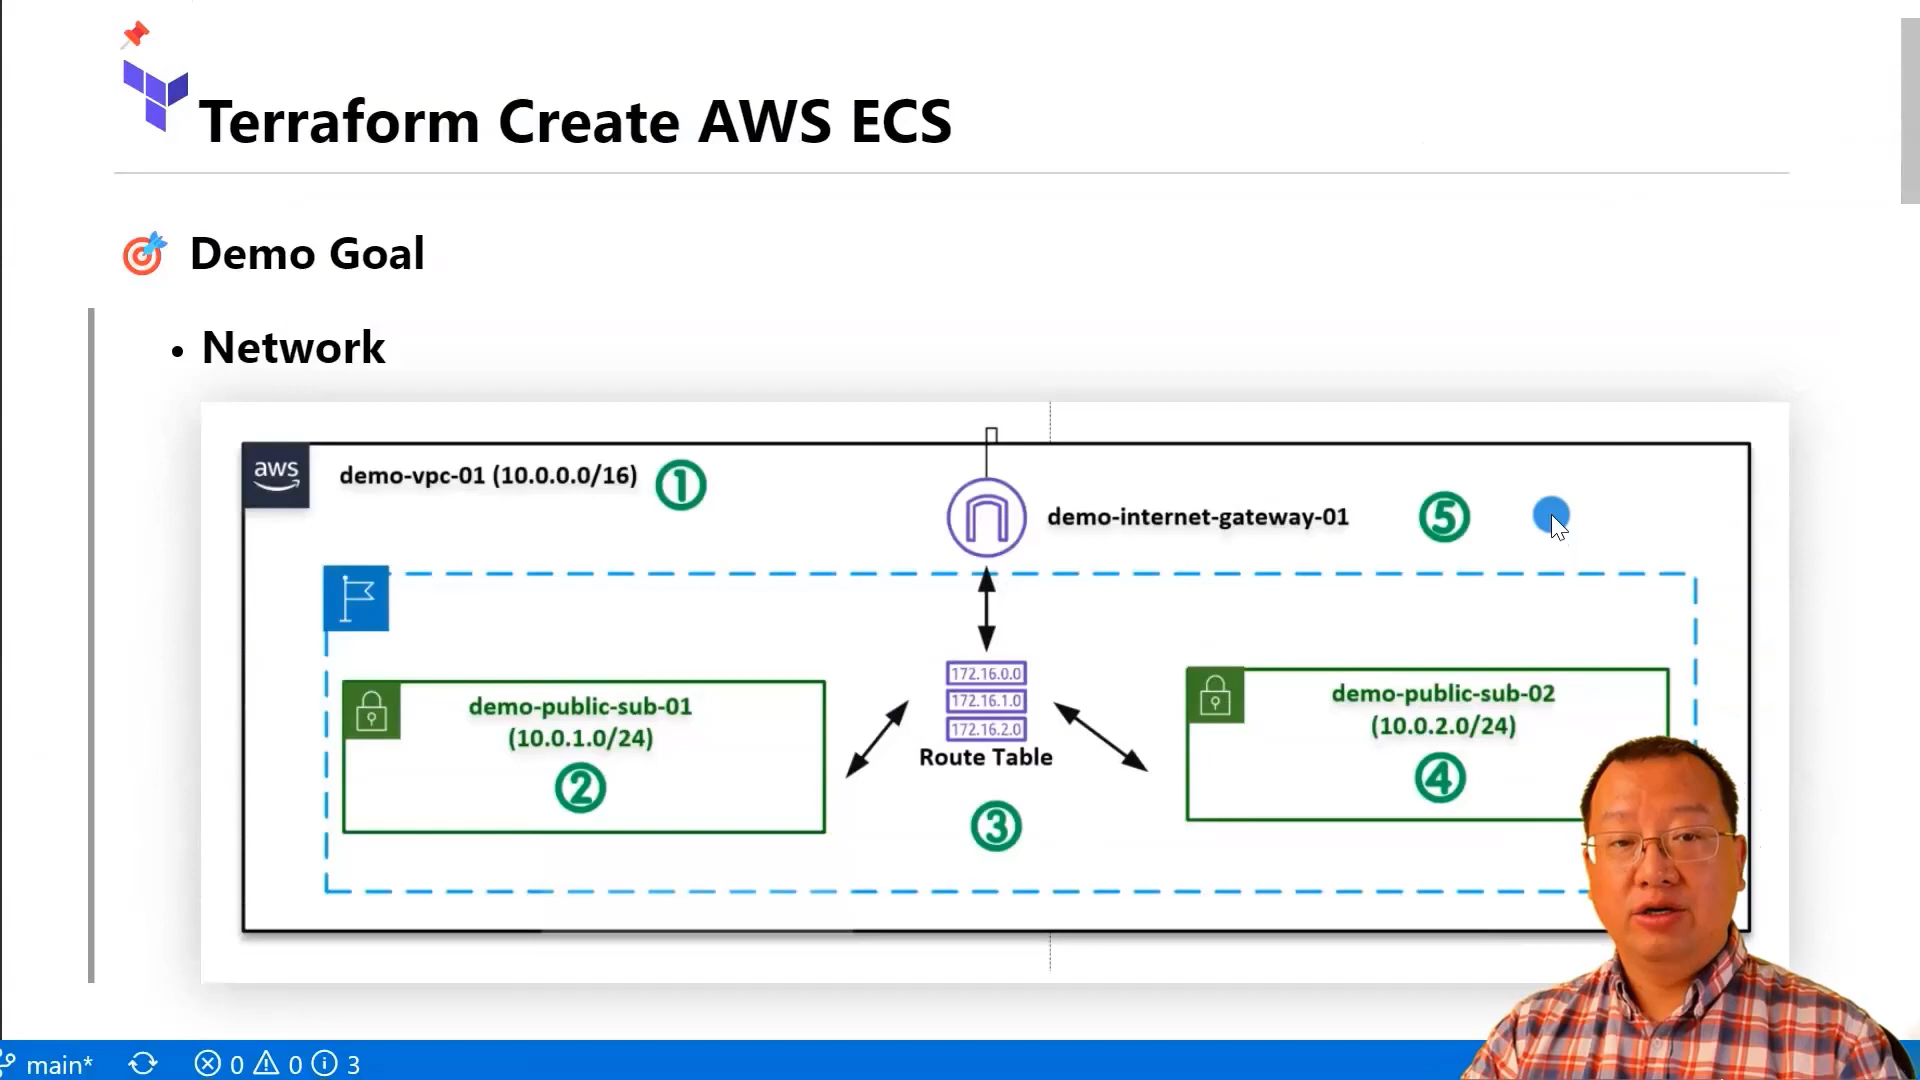 Terraform Create AWS ECS
Demo Goal
• Network
aws
demo-vpc-01 (10.0.0.0/16) ①
demo-internet-gateway-01 ⑤
172.16.0.0
172.16.1.0
172.16.2.0
Route Table
③
demo-public-sub-01
(10.0.1.0/24)
②
demo-public-sub-02
(10.0.2.0/24)
④
main* 0 0 3